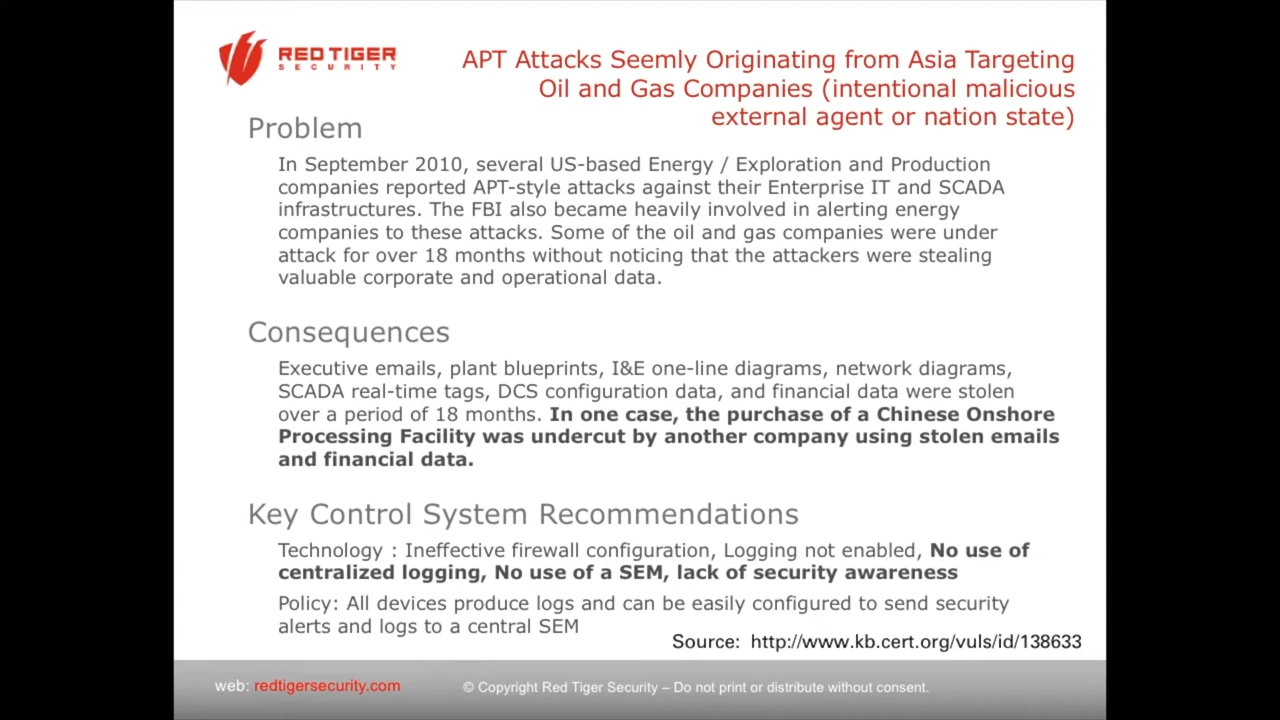 RED TIGER
SECURITY
APT Attacks Seemly Originating from Asia Targeting
Oil and Gas Companies (intentional malicious
external agent or nation state)
Problem
In September 2010, several US-based Energy / Exploration and Production
companies reported APT-style attacks against their Enterprise IT and SCADA
infrastructures. The FBI also became heavily involved in alerting energy
companies to these attacks. Some of the oil and gas companies were under
attack for over 18 months without noticing that the attackers were stealing
valuable corporate and operational data.
Consequences
Executive emails, plant blueprints, I&E one-line diagrams, network diagrams,
SCADA real-time tags, DCS configuration data, and financial data were stolen
over a period of 18 months. In one case, the purchase of a Chinese Onshore
Processing Facility was undercut by another company using stolen emails
and financial data.
Key Control System Recommendations
Technology : Ineffective firewall configuration, Logging not enabled, No use of
centralized logging, No use of a SEM, lack of security awareness
Policy: All devices produce logs and can be easily configured to send security
alerts and logs to a central SEM
Source: http://www.kb.cert.org/vuls/id/138633
web: redtigersecurity.com
© Copyright Red Tiger Security – Do not print or distribute without consent.